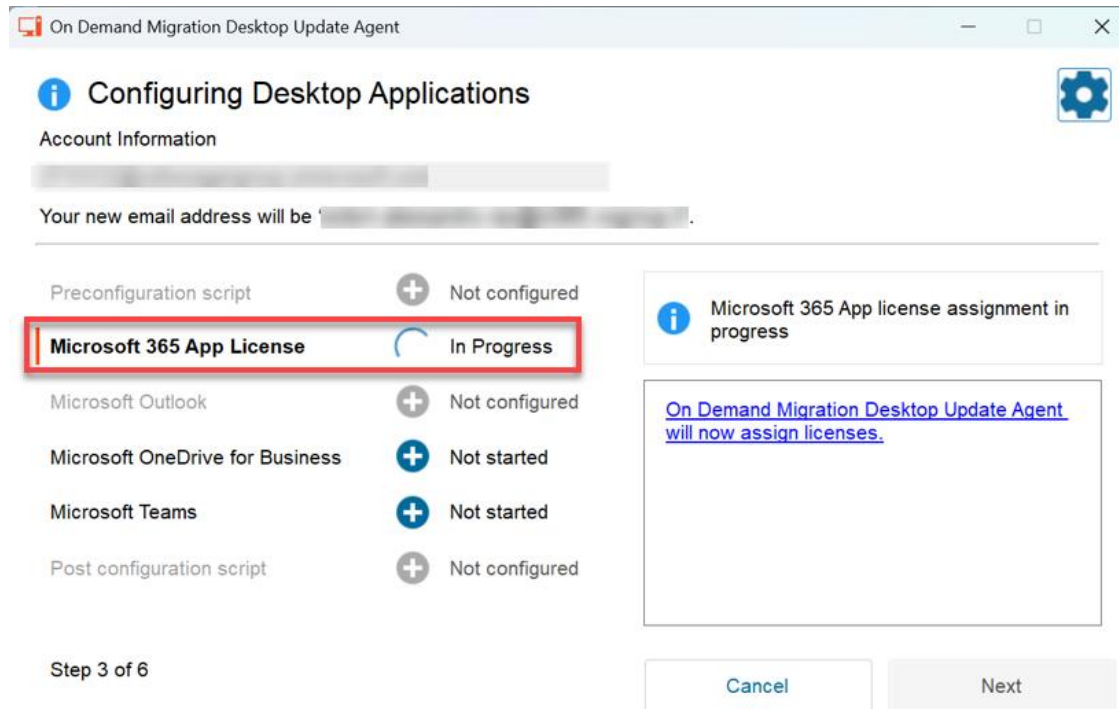 On Demand Migration Desktop Update Agent
Configuring Desktop Applications
Account Information
Your new email address will be '
.
Preconfiguration script Not configured
Microsoft 365 App License In Progress
Microsoft Outlook Not configured
Microsoft OneDrive for Business Not started
Microsoft Teams Not started
Post configuration script Not configured
Microsoft 365 App license assignment in
progress
On Demand Migration Desktop Update Agent
will now assign licenses.
Step 3 of 6
Cancel Next